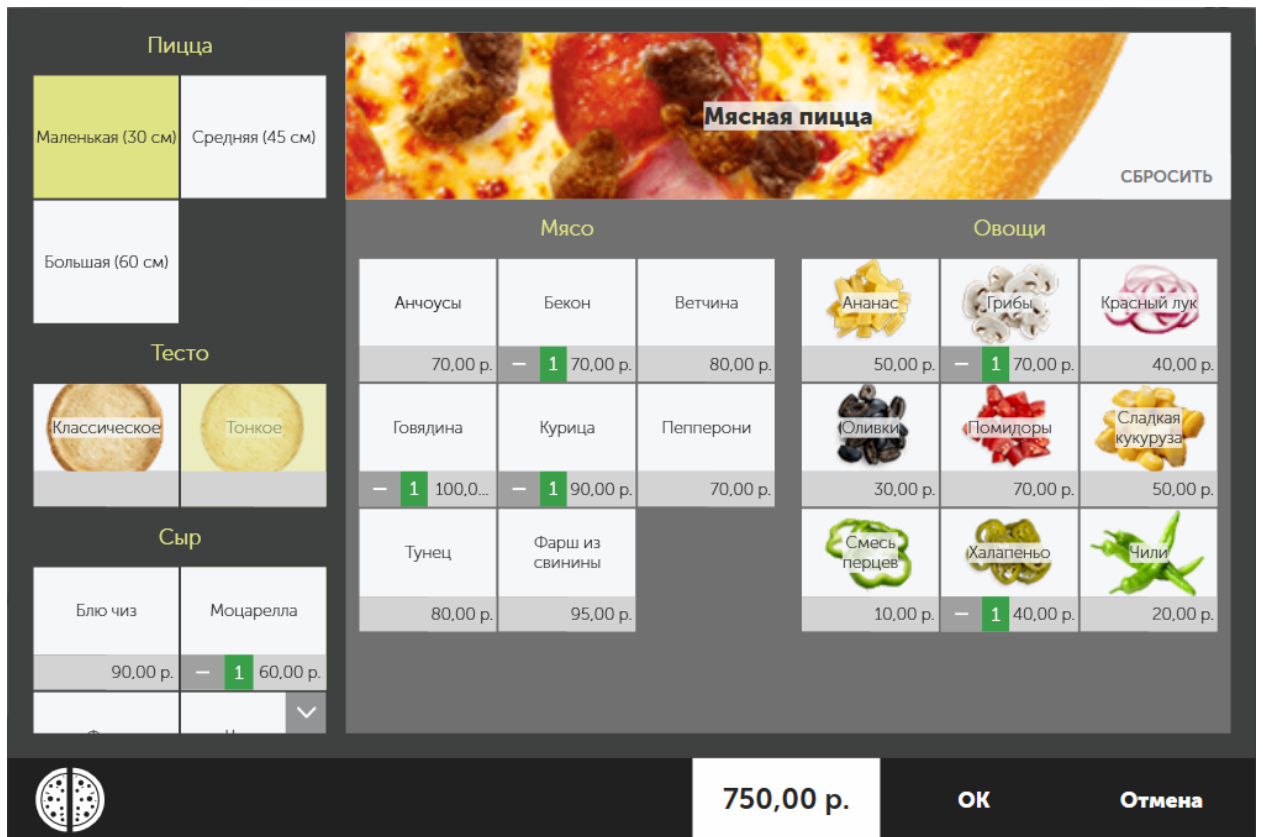 Пицца
Маленькая (30 см)
Средняя (45 см)
Большая (60 см)
Тесто
Классическое
Тонкое
Сыр
Блю чиз
Моцарелла
90,00 р.
– 1 60,00 р.
Мясная пицца
СБРОСИТЬ
Мясо
Анчоусы
Бекон
Ветчина
70,00 р.
– 1 70,00 р.
80,00 р.
Говядина
Курица
Пепперони
– 1 100,0...
– 1 90,00 р.
70,00 р.
Тунец
Фарш из
свинины
80,00 р.
95,00 р.
Овощи
Ананас
Грибы
Красный лук
50,00 р.
– 1 70,00 р.
40,00 р.
Оливки
Помидоры
Сладкая
кукуруза
30,00 р.
70,00 р.
50,00 р.
Смесь
перцев
Халапеньо
Чили
10,00 р.
– 1 40,00 р.
20,00 р.
750,00 р.
ОК
Отмена